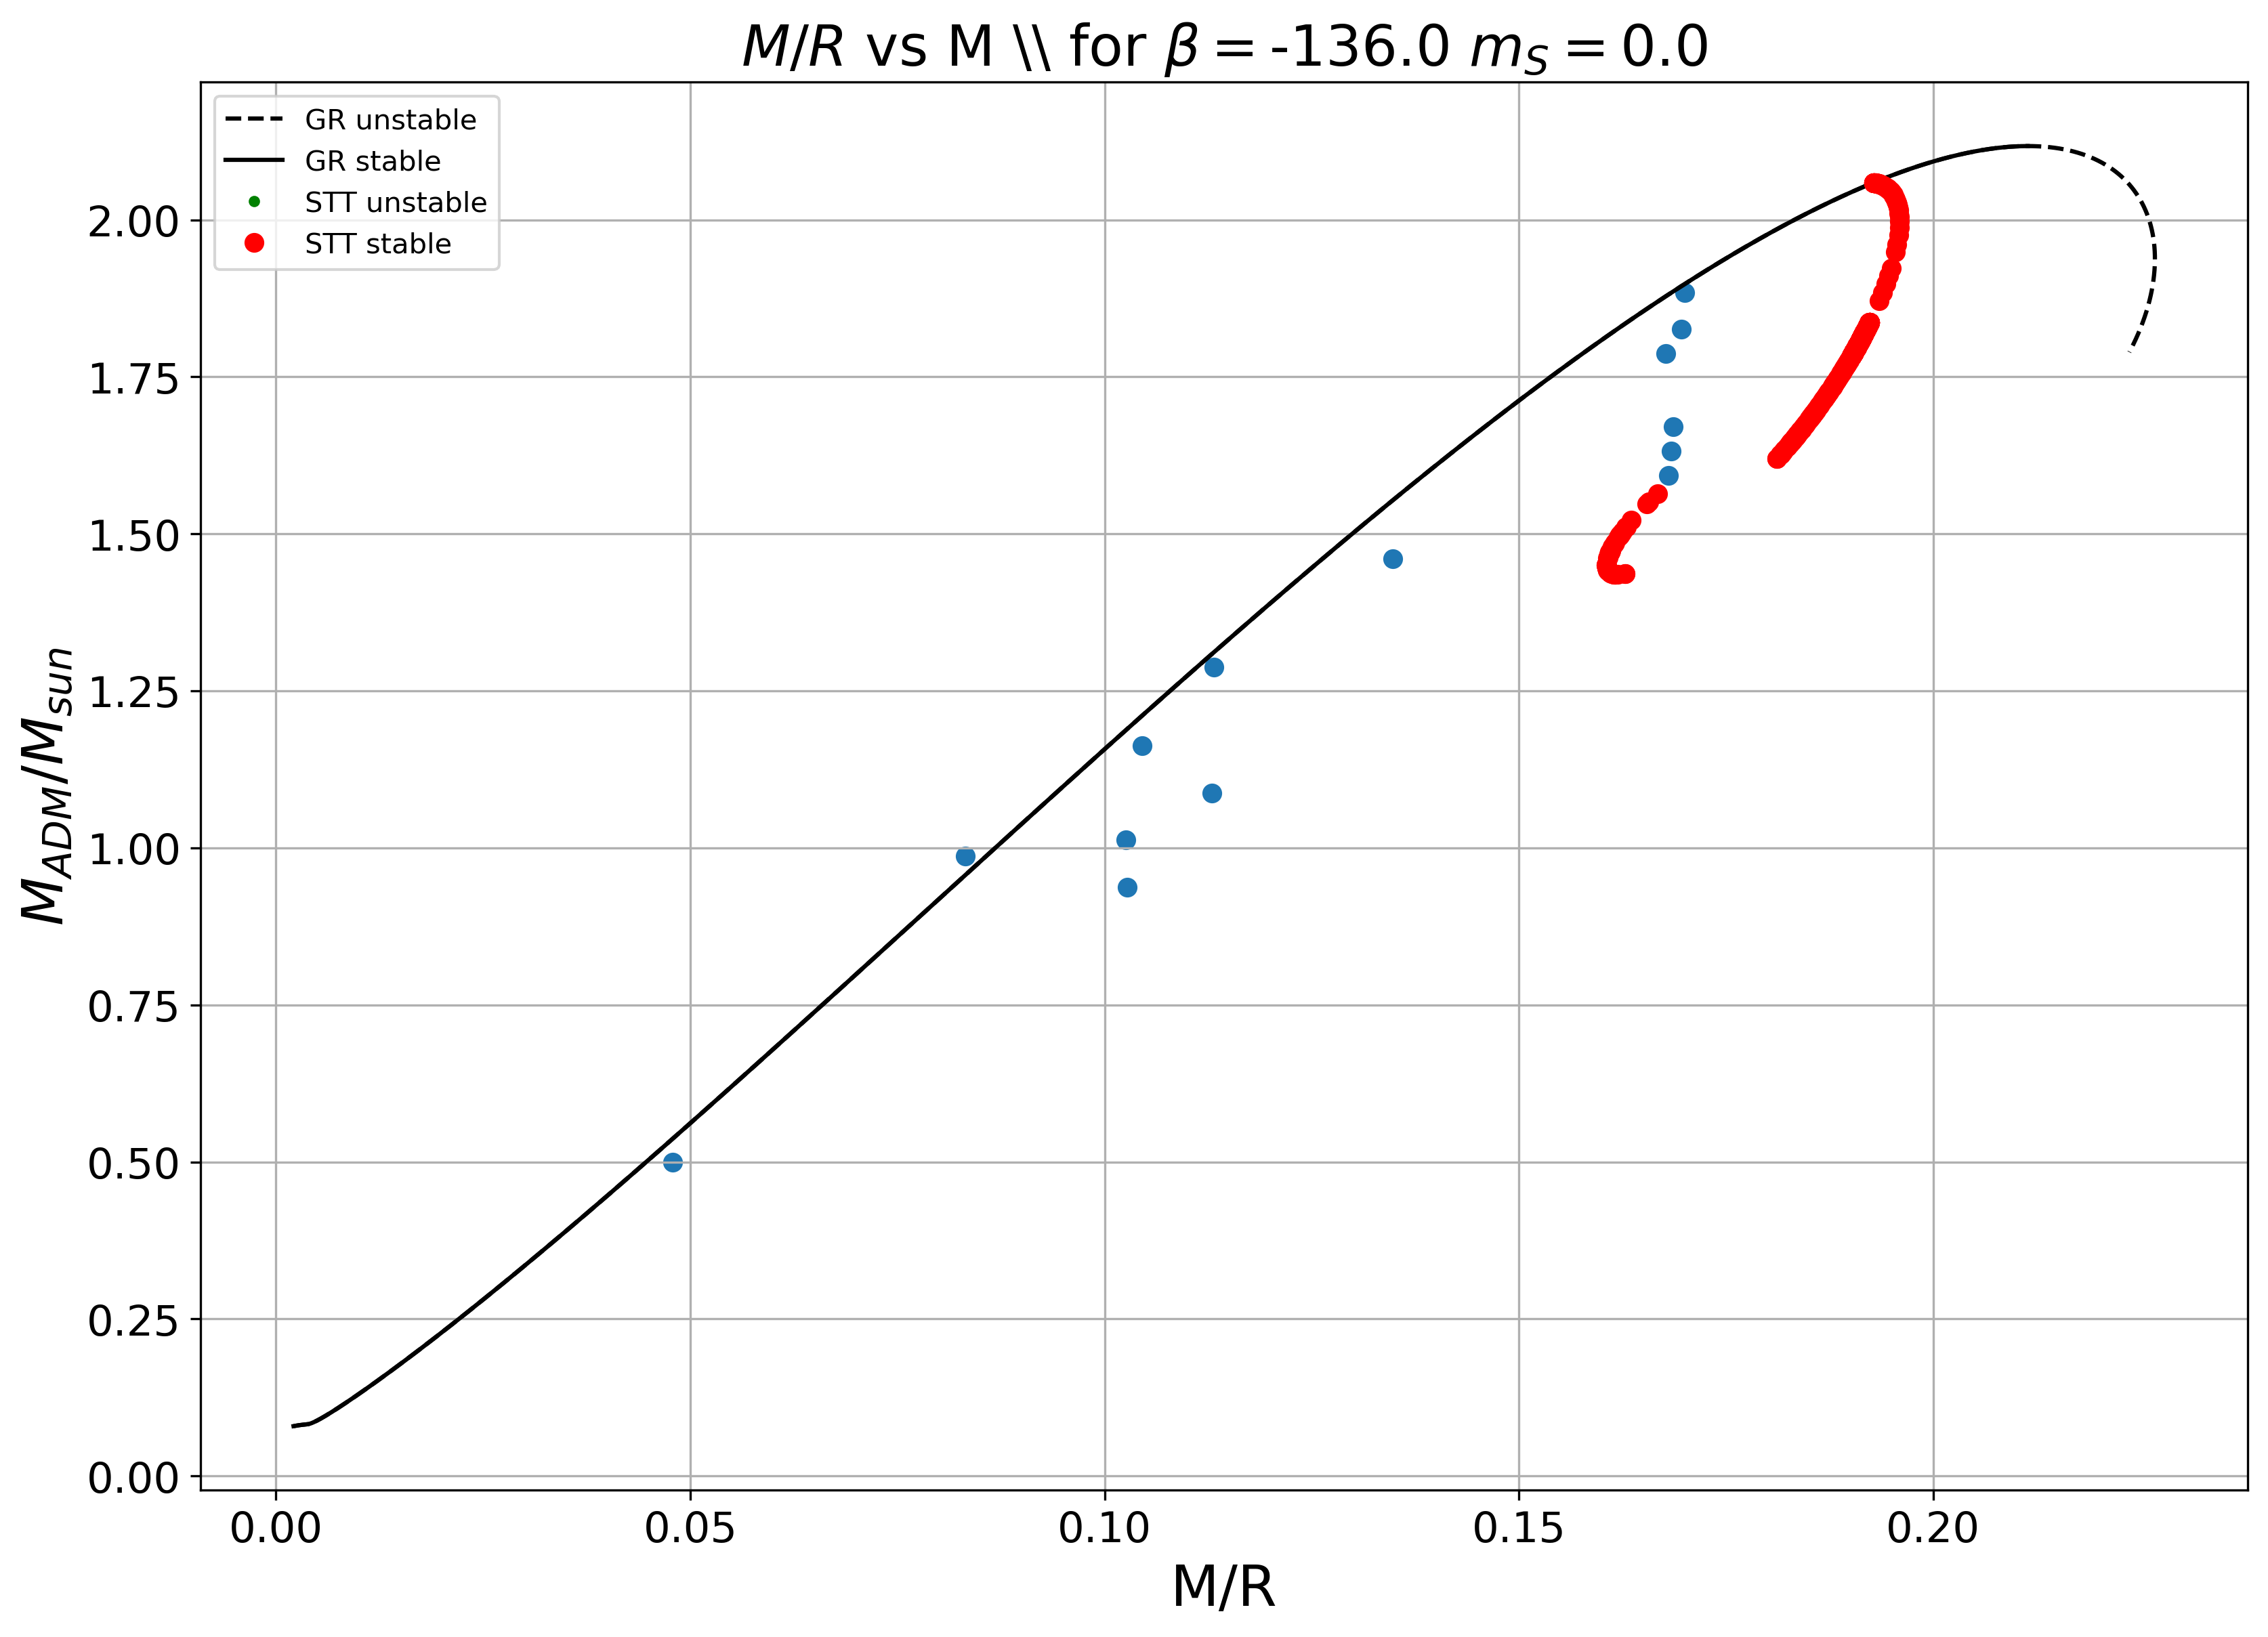 M/R vs M \\ for β = -136.0 m_S = 0.0
GR unstable
GR stable
STT unstable
STT stable
2.00
1.75
1.50
1.25
1.00
0.75
0.50
0.25
0.00
M_ADM/M_sun
0.00 0.05 0.10 0.15 0.20
M/R